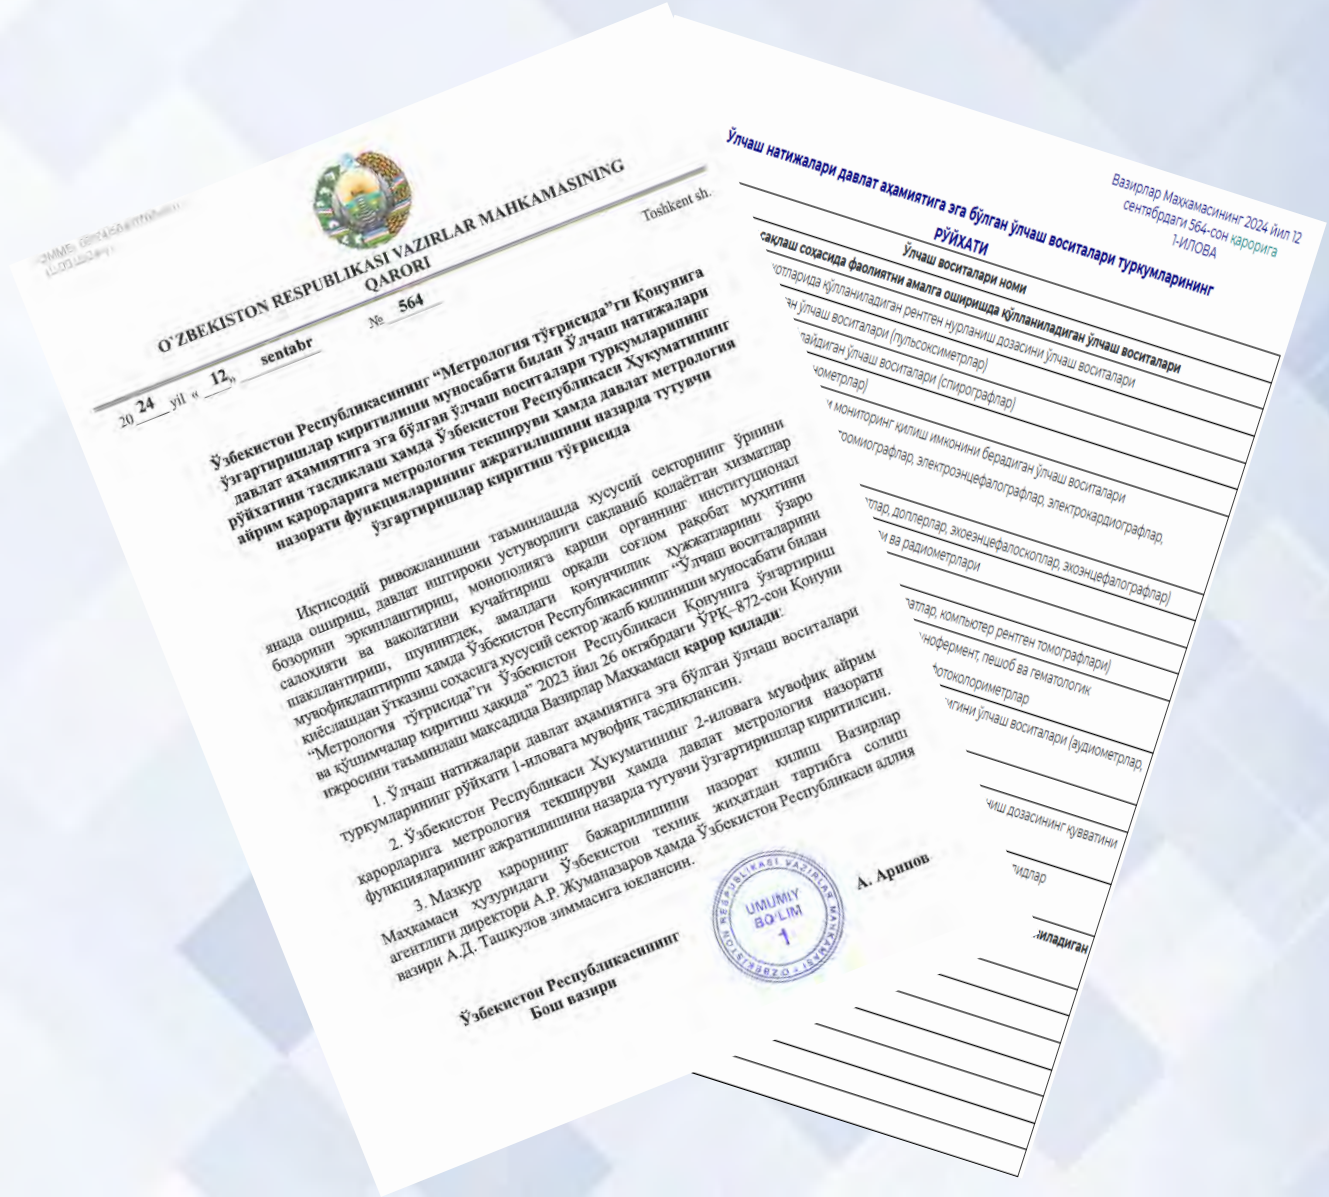 O`ZBEKISTON RESPUBLIKASI VAZIRLAR MAHKAMASINING
QARORI
20 24 yil « 12 » sentabr
№ 564
Toshkent sh.
Ўзбекистон Республикасининг “Метрология тўғрисида”ги Қонунига
ўзгартиришлар киритилиши муносабати билан Ўлчаш натижалари
давлат аҳамиятига эга бўлган ўлчаш воситалари туркумларининг
рўйхатини тасдиқлаш ҳамда Ўзбекистон Республикаси Ҳукуматининг
айрим қарорларига метрология текшируви ҳамда давлат метрология
назорати функцияларининг ажратилишини назарда тутувчи
ўзгартиришлар киритиш тўғрисида
Иқтисодий ривожланишни таъминлашда хусусий секторнинг ўрнини
янада ошириш, давлат иштироки устуворлиги сақланиб қолаётган хизматлар
бозорини эркинлаштириш, монополияга қарши органнинг институционал
салоҳияти ва ваколатини кучайтириш орқали соғлом рақобат муҳитини
шакллантириш, шунингдек, амалдаги қонунчилик ҳужжатларини ўзаро
мувофиқлаштириш ҳамда Ўзбекистон Республикасининг “Ўлчаш воситаларини
қиёслашдан ўтказиш соҳасига хусусий сектор жалб қилиниши муносабати билан
“Метрология тўғрисида”ги Ўзбекистон Республикаси Қонунига ўзгартириш
ва қўшимчалар киритиш ҳақида” 2023 йил 26 октябрдаги ЎРҚ–872-сон Қонуни
ижросини таъминлаш мақсадида Вазирлар Маҳкамаси қарор қилади:
1. Ўлчаш натижалари давлат аҳамиятига эга бўлган ўлчаш воситалари
туркумларининг рўйхати 1-иловага мувофиқ тасдиқлансин.
2. Ўзбекистон Республикаси Ҳукуматининг 2-иловага мувофиқ айрим
қарорларига метрология текшируви ҳамда давлат метрология назорати
функцияларининг ажратилишини назарда тутувчи ўзгартиришлар киритилсин.
3. Мазкур қарорнинг бажарилишини назорат қилиш Вазирлар
Маҳкамаси ҳузуридаги Ўзбекистон техник жиҳатдан тартибга солиш
агентлиги директори А.Р. Жуманазаров ҳамда Ўзбекистон Республикаси адлия
вазири А.Д. Ташкулов зиммасига юклансин.
Ўзбекистон Республикасининг
Бош вазири
А. Арипов
O'ZBEKISTON RESPUBLIKASI VAZIRLAR MAHKAMASI
UMUMIY
BO'LIM
1
Вазирлар Маҳкамасининг 2024 йил 12
сентябрдаги 564-сон қарорига
1-ИЛОВА
Ўлчаш натижалари давлат аҳамиятига эга бўлган ўлчаш воситалари туркумларининг
РЎЙХАТИ
Ўлчаш воситалари номи
сақлаш соҳасида фаолиятни амалга оширишда қўлланиладиган ўлчаш воситалари
қўлланиладиган рентген нурланиш дозасини ўлчаш воситалари
ўлчаш воситалари (пульсоксиметрлар)
ўлчаш воситалари (спирографлар)
мониторинг қилиш имконини берадиган ўлчаш воситалари
электроэнцефалографлар, электрокардиографлар,
доплерлар, эхоэнцефалоскоплар, эхоэнцефалографлар)
ва радиометрлари
компьютер рентген томографлари)
пешоб ва гематологик
фотоколориметрлар
ўлчаш воситалари (аудиометрлар,
дозасининг қувватини